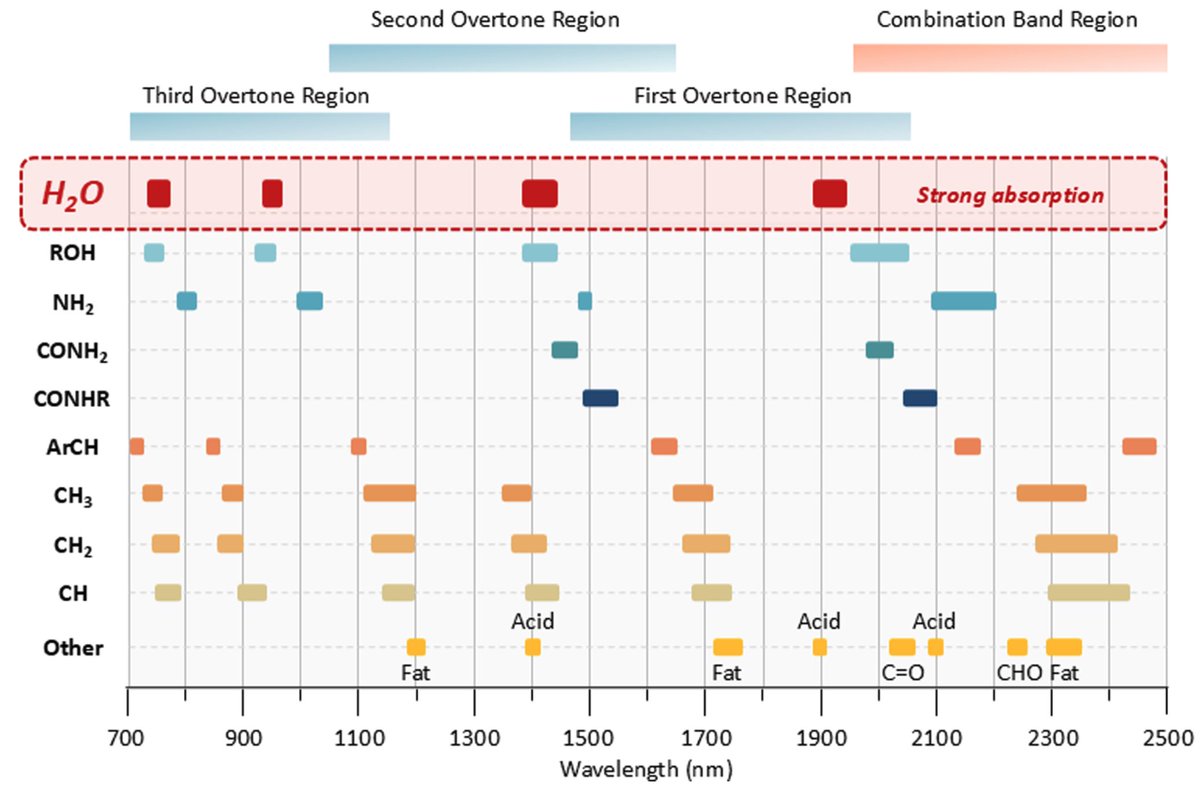 Second Overtone Region
Combination Band Region
Third Overtone Region
First Overtone Region
H₂O
Strong absorption
ROH
NH₂
CONH₂
CONHR
ArCH
CH₃
CH₂
CH
Acid
Acid
Acid
Other
Fat
Fat
C=O
CHO
Fat
700 900 1100 1300 1500 1700 1900 2100 2300 2500
Wavelength (nm)